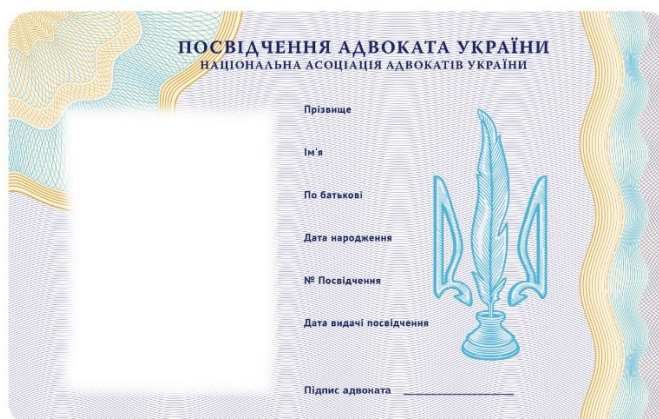 ПОСВІДЧЕННЯ АДВОКАТА УКРАЇНИ
НАЦІОНАЛЬНА АСОЦІАЦІЯ АДВОКАТІВ УКРАЇНИ
Прізвище
Ім'я
По батькові
Дата народження
№ Посвідчення
Дата видачі посвідчення
Підпис адвоката